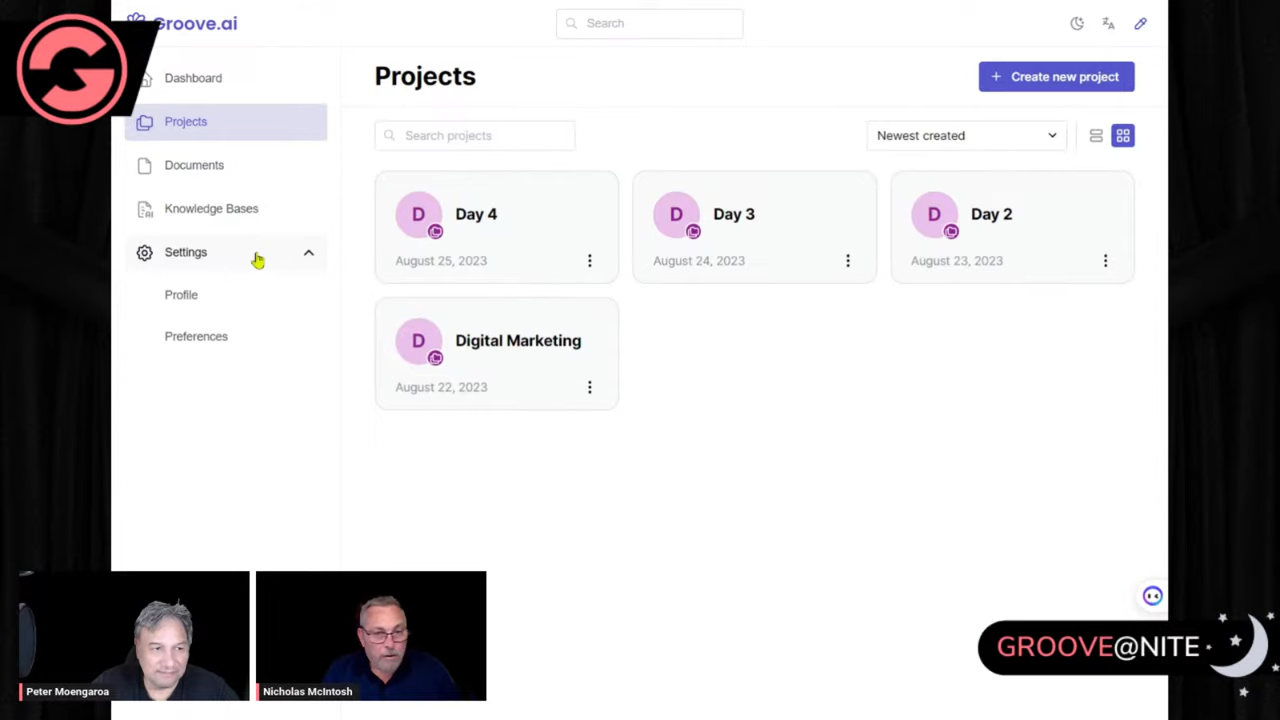 Groove.ai
Search
Dashboard
Projects
Documents
Knowledge Bases
AI
Settings
Profile
Preferences
Projects
+ Create new project
Search projects
Newest created
D
Day 4
August 25, 2023
D
Day 3
August 24, 2023
D
Day 2
August 23, 2023
D
Digital Marketing
August 22, 2023
Peter Moengaroa
Nicholas McIntosh
GROOVE@NITE